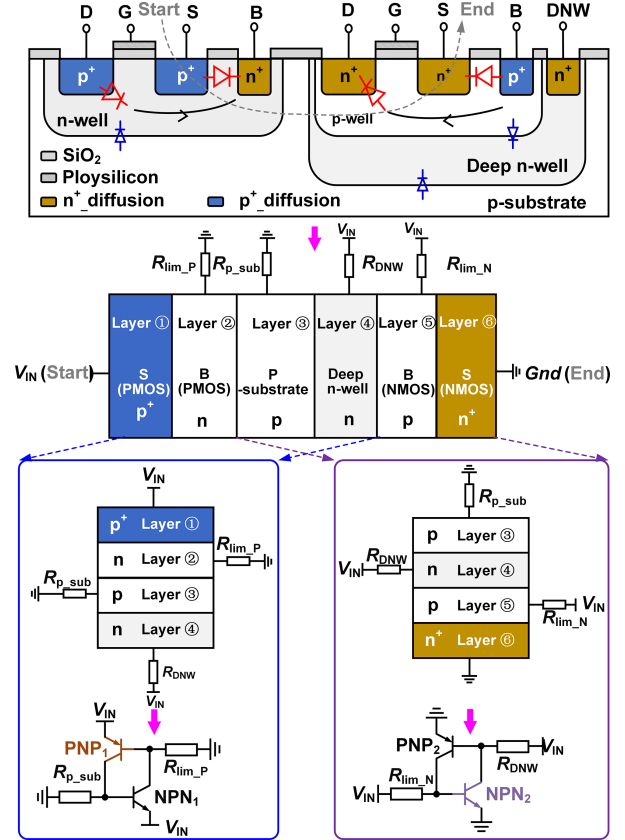 D G Start S B D G S End B DNW
p+ p+ n+ n+ n+ p+ n+
n-well p-well
SiO2 Deep n-well
Ploysilicon
n+_diffusion p+_diffusion p-substrate
VIN VIN
Rlim_P Rp_sub RDNW Rlim_N
Layer ① Layer ② Layer ③ Layer ④ Layer ⑤ Layer ⑥
VIN (Start) S B P Deep B S Gnd (End)
(PMOS) (PMOS) -substrate n-well (NMOS) (NMOS)
p+ n p n p n+
VIN
p+ Layer ①
n Layer ② Rlim_P
Rp_sub p Layer ③
n Layer ④
RDNW
VIN
VIN
PNP1
Rp_sub Rlim_P
NPN1
VIN
Rp_sub
p Layer ③
VIN RDNW n Layer ④
p Layer ⑤ VIN
Rlim_N
n+ Layer ⑥
PNP2
VIN
Rlim_N RDNW
VIN NPN2